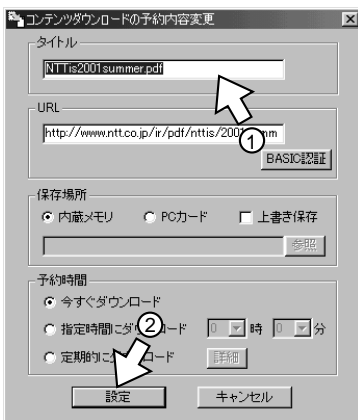 コンテンツダウンロードの予約内容変更
タイトル
NTTis2001summer.pdf
①
URL
http://www.ntt.co.jp/ir/pdf/nttis/2001
BASIC認証
保存場所
内蔵メモリ PCカード 上書き保存
参照
予約時間
今すぐダウンロード
②
指定時間にダ ード 0 時 0 分
定期的に ロード 詳細
設定 キャンセル